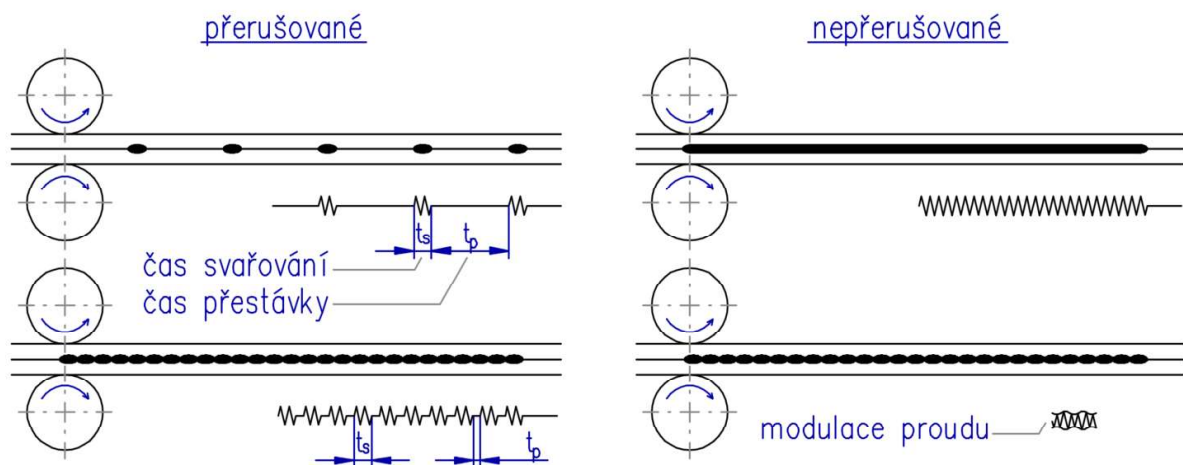 přerušované
nepřerušované
ts tp
čas svařování
čas přestávky
modulace proudu
ts tp